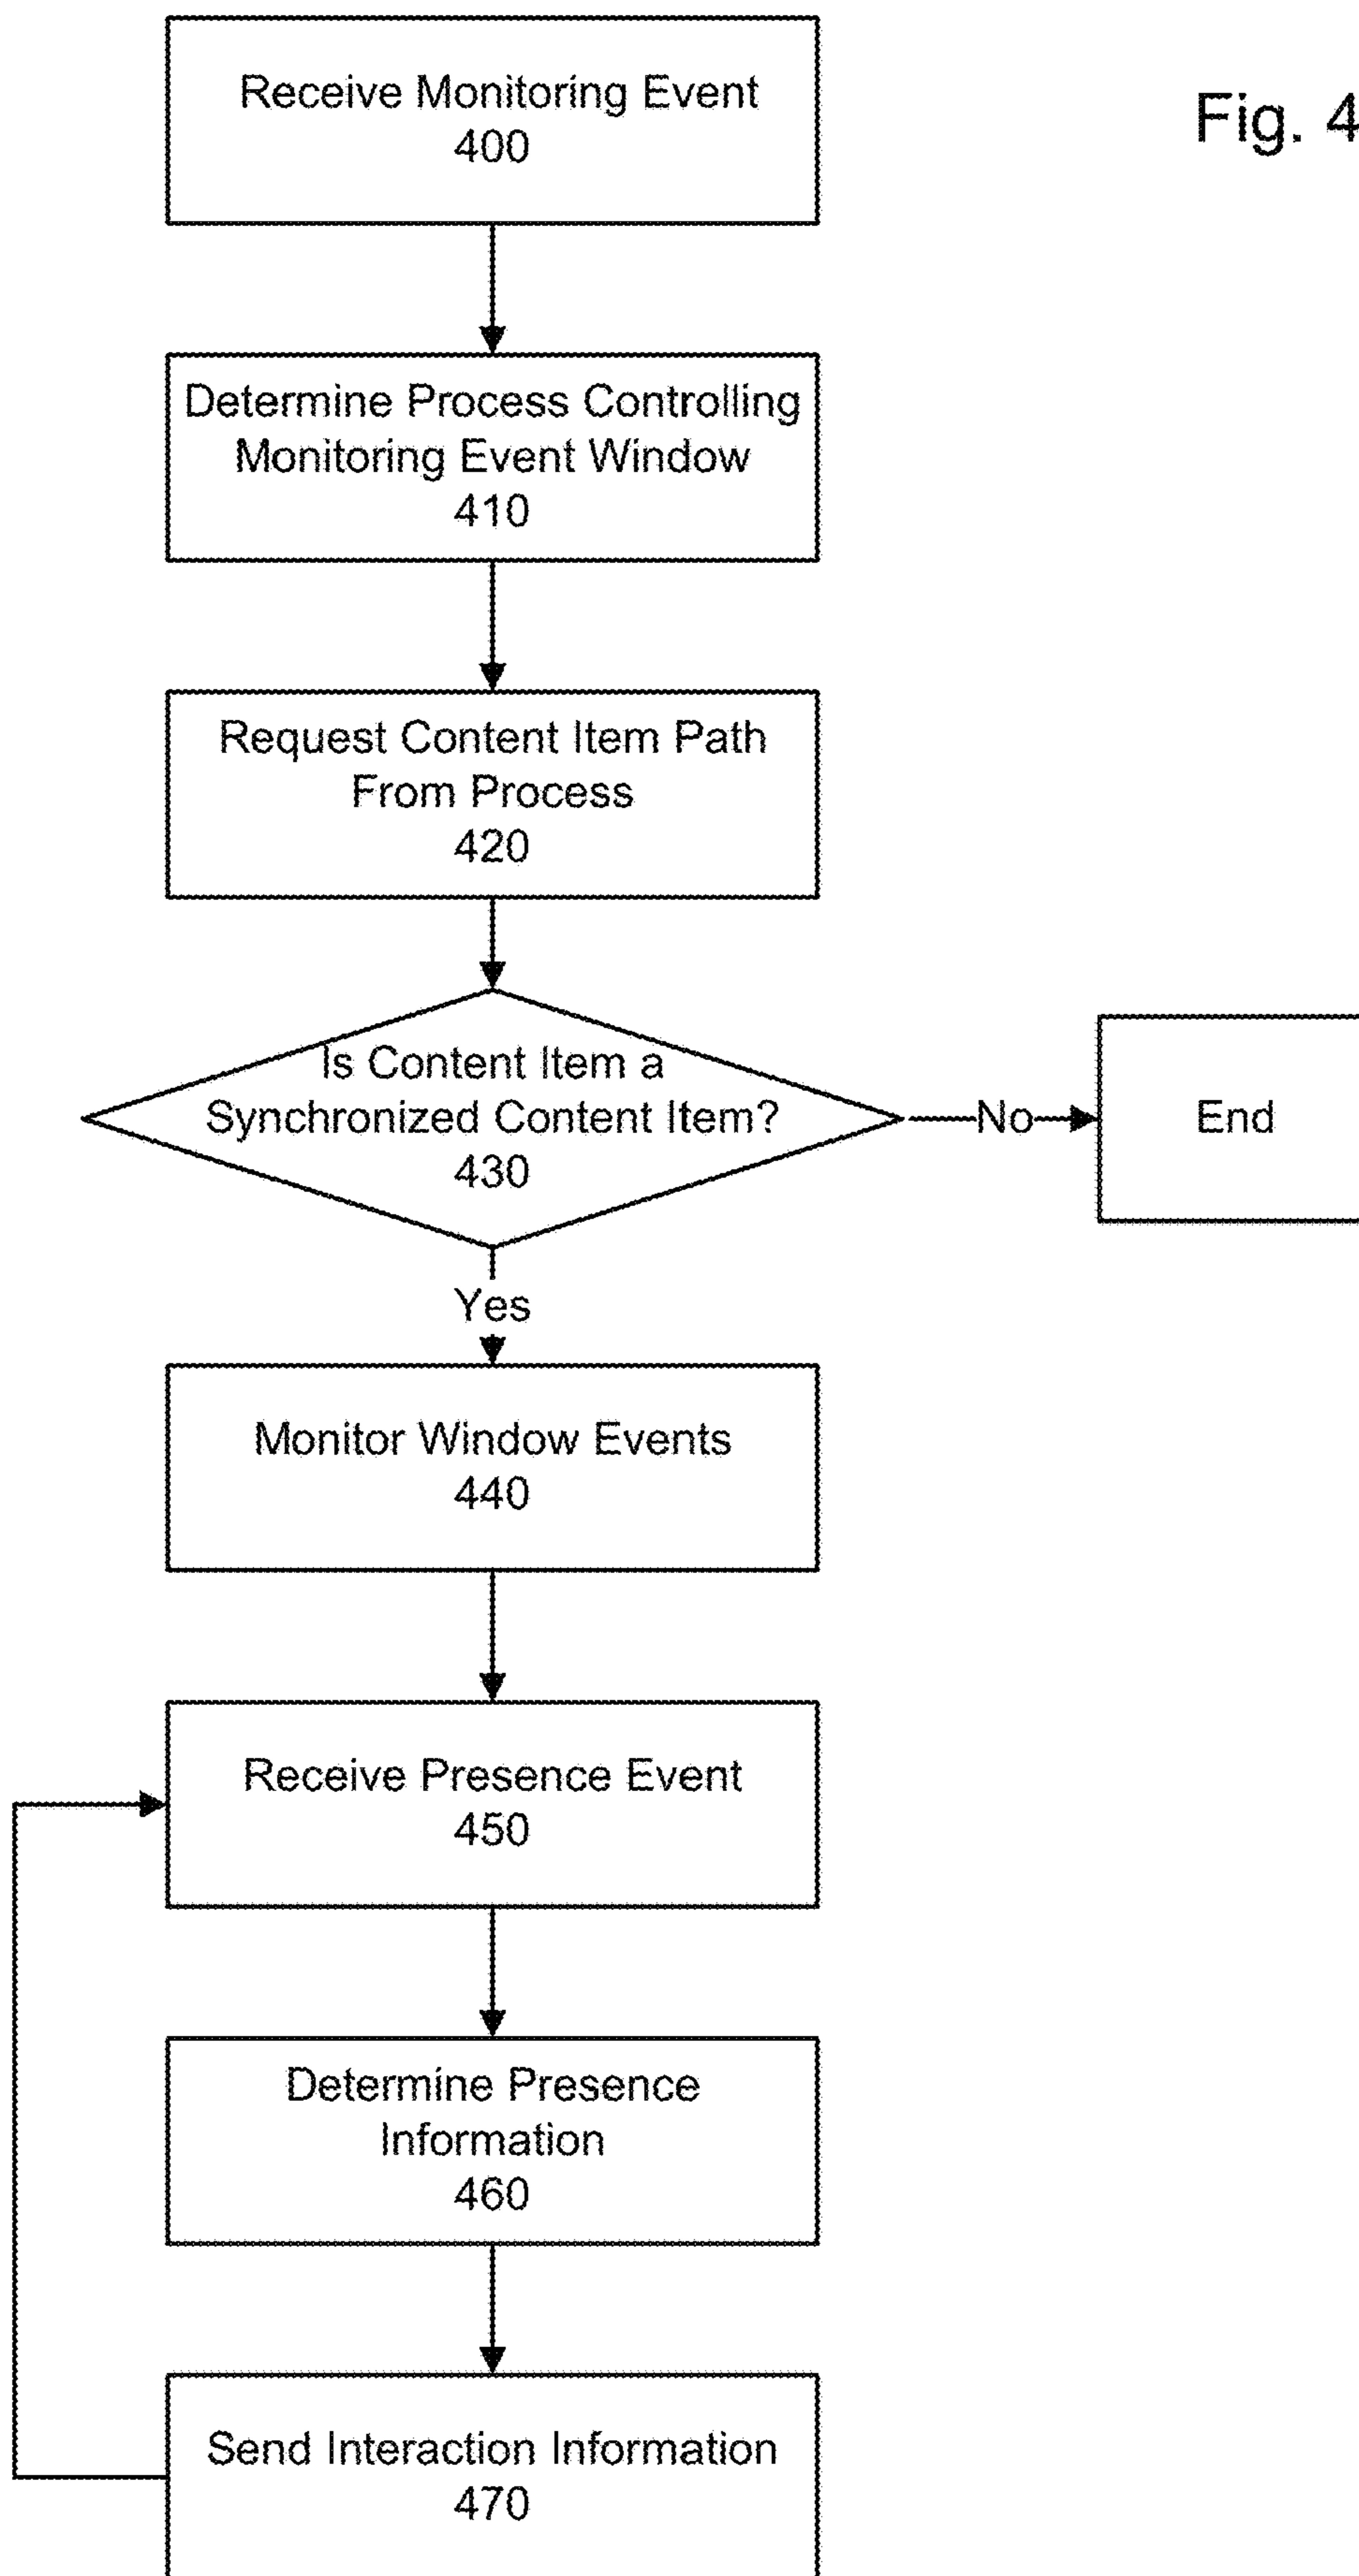 Receive Monitoring Event
400
Fig. 4
Determine Process Controlling
Monitoring Event Window
410
Request Content Item Path
From Process
420
Is Content Item a
Synchronized Content Item?
430
No
End
Yes
Monitor Window Events
440
Receive Presence Event
450
Determine Presence
Information
460
Send Interaction Information
470